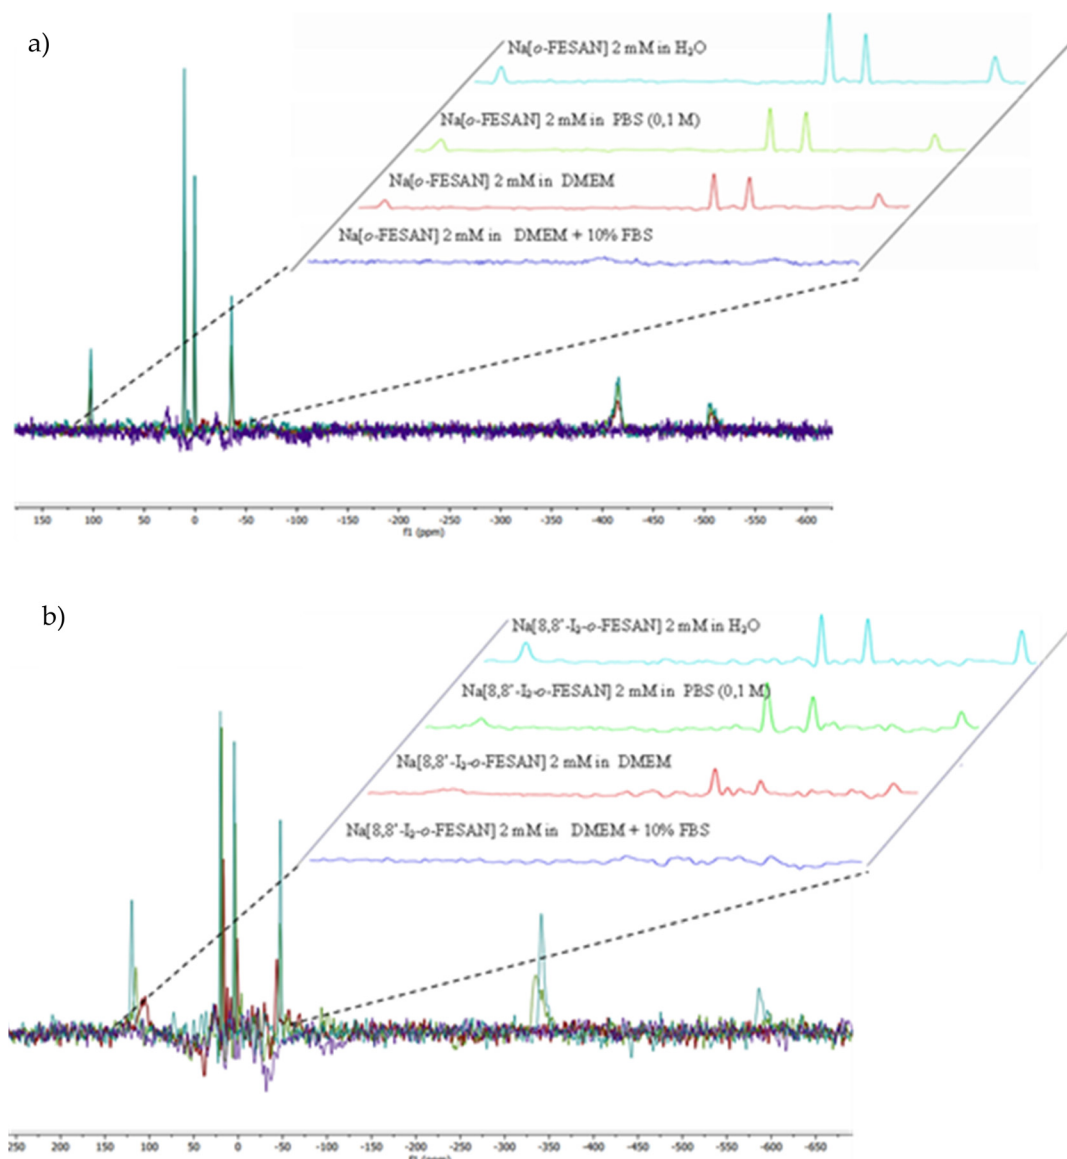 a)
Na[o-FESAN] 2 mM in H₂O
Na[o-FESAN] 2 mM in PBS (0,1 M)
Na[o-FESAN] 2 mM in DMEM
Na[o-FESAN] 2 mM in DMEM + 10% FBS
150 100 50 0 -50 -100 -150 -200 -250 -300 -350 -400 -450 -500 -550 -600
f1 (ppm)
b)
Na[8,8'-I₂-o-FESAN] 2 mM in H₂O
Na[8,8'-I₂-o-FESAN] 2 mM in PBS (0,1 M)
Na[8,8'-I₂-o-FESAN] 2 mM in DMEM
Na[8,8'-I₂-o-FESAN] 2 mM in DMEM + 10% FBS
250 200 150 100 50 0 -50 -100 -150 -200 -250 -300 -350 -400 -450 -500 -550 -600 -650